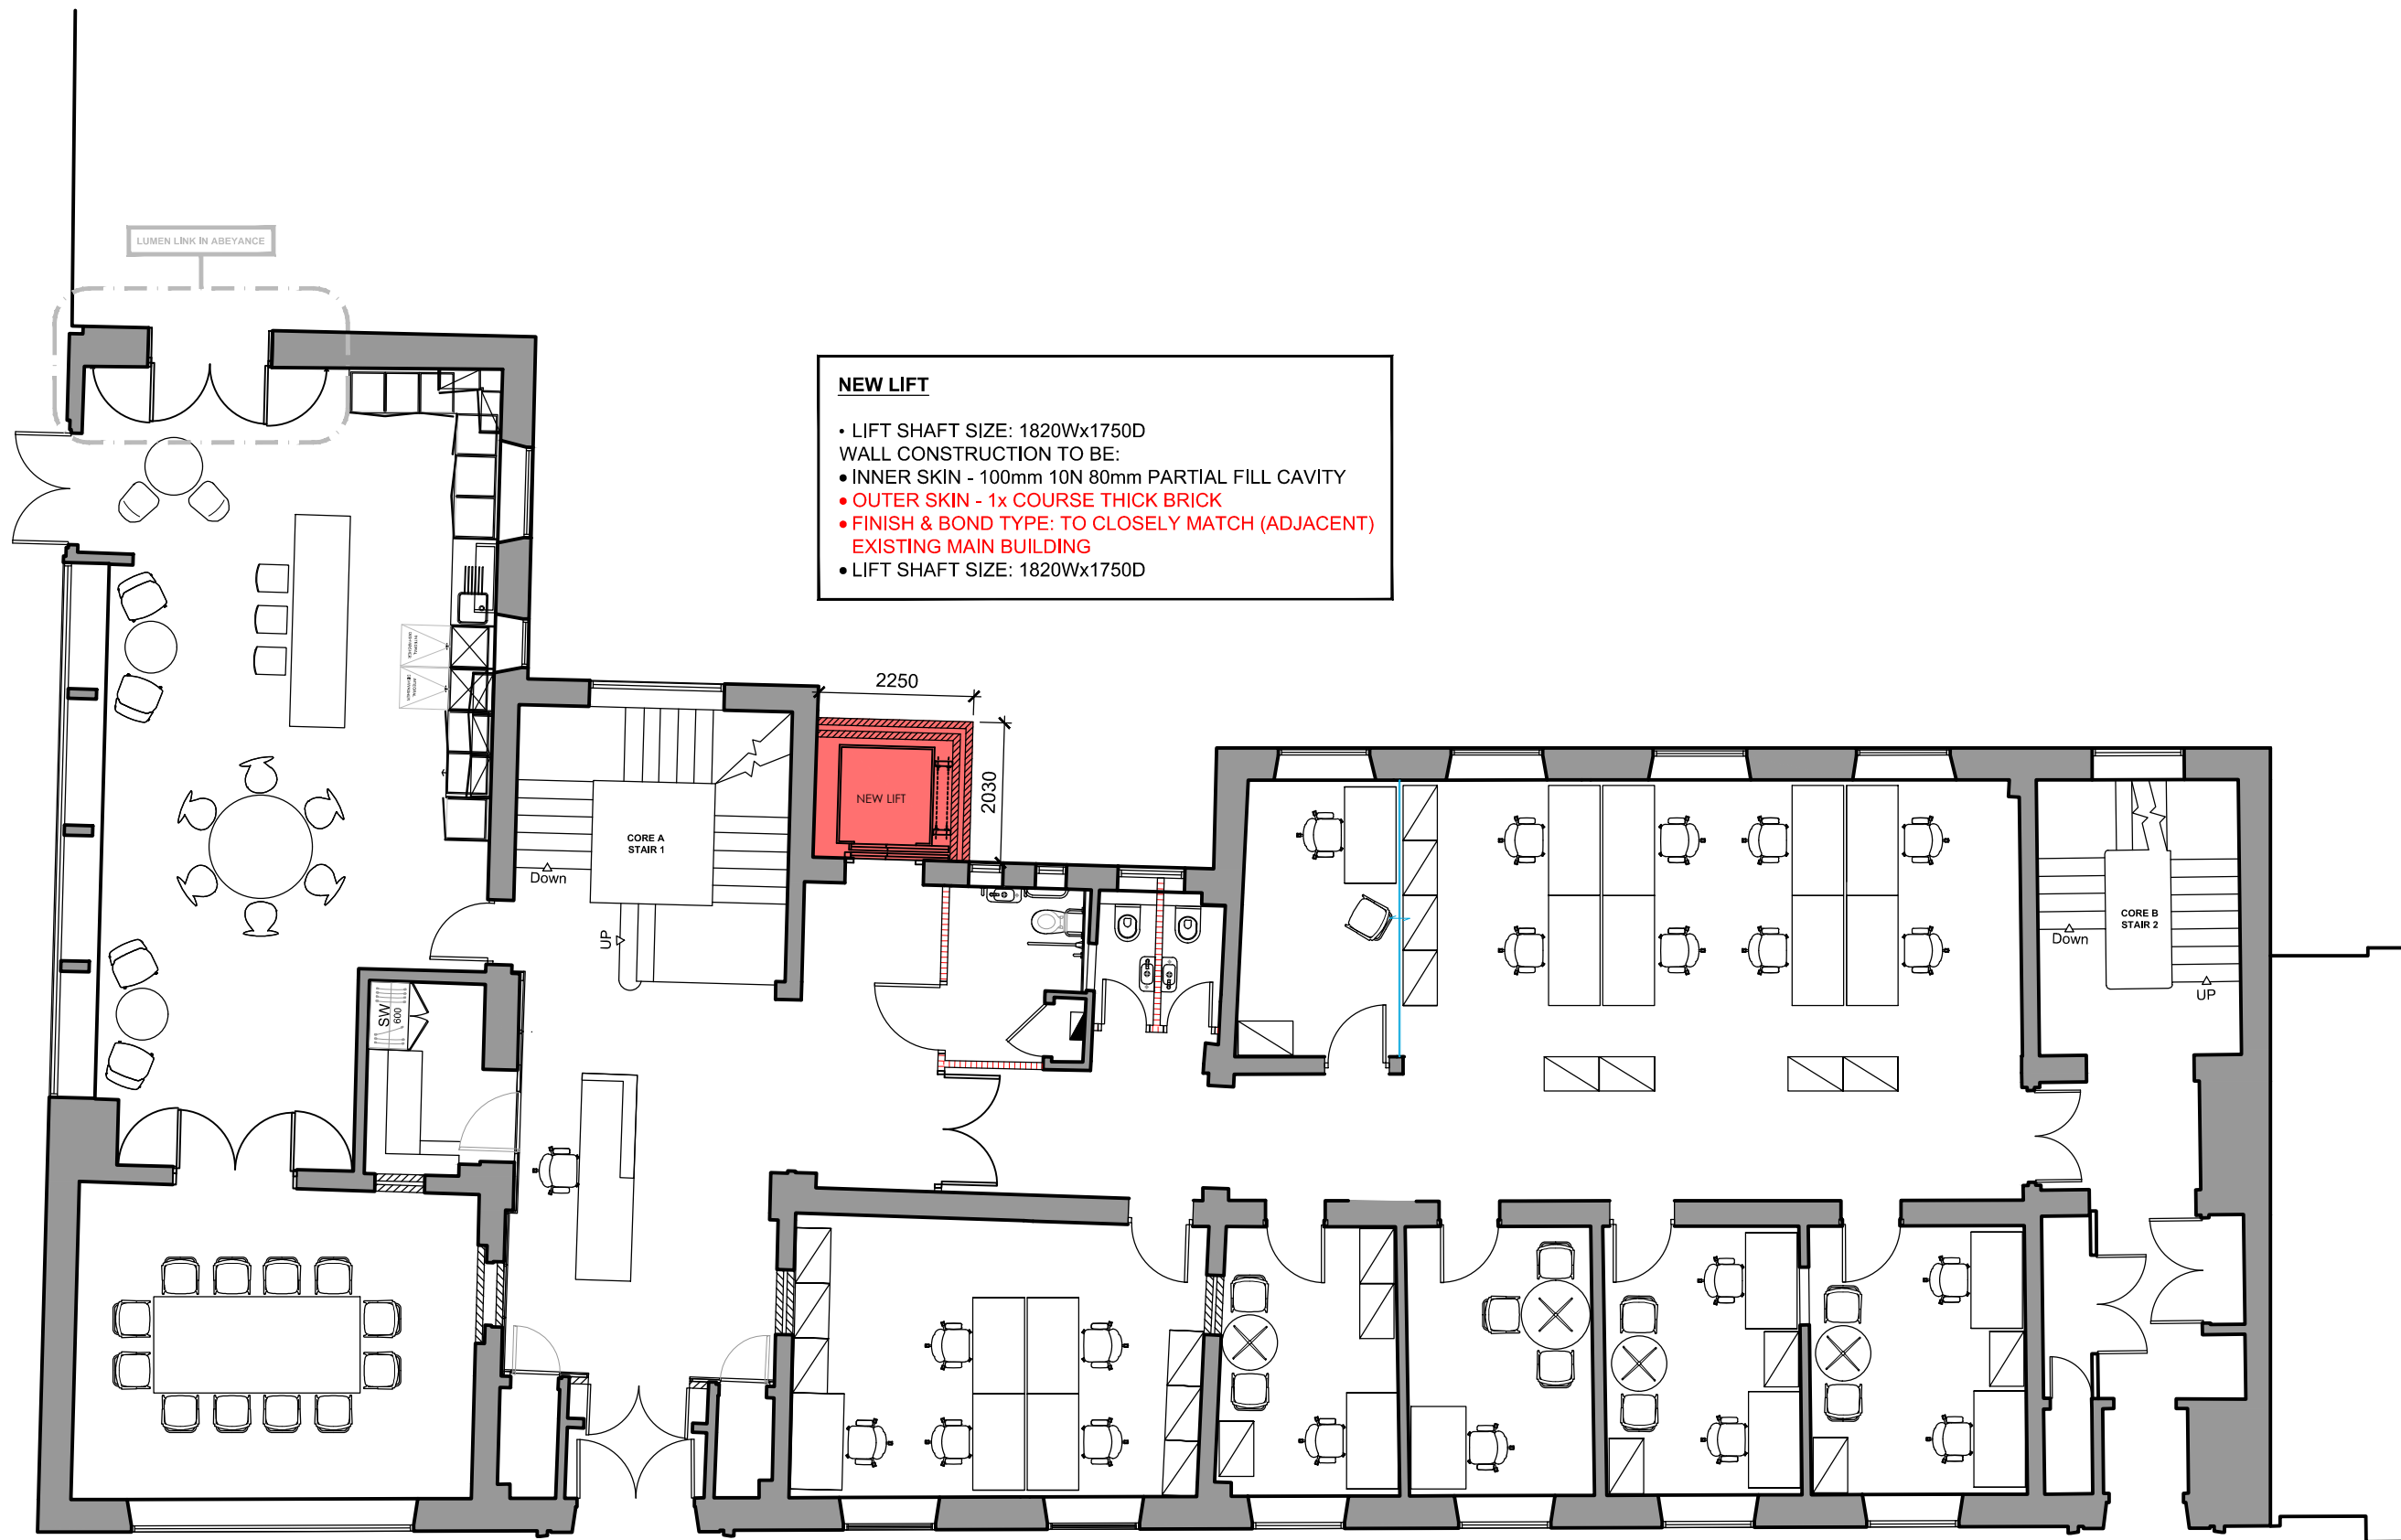 LUMEN LINK IN ABEYANCE
NEW LIFT
• LIFT SHAFT SIZE: 1820Wx1750D
WALL CONSTRUCTION TO BE:
• INNER SKIN - 100mm 10N 80mm PARTIAL FILL CAVITY
• OUTER SKIN - 1x COURSE THICK BRICK
• FINISH & BOND TYPE: TO CLOSELY MATCH (ADJACENT)
EXISTING MAIN BUILDING
• LIFT SHAFT SIZE: 1820Wx1750D
2250
2030
NEW LIFT
CORE A
STAIR 1
Down
UP
SW
600
CORE B
STAIR 2
Down
UP